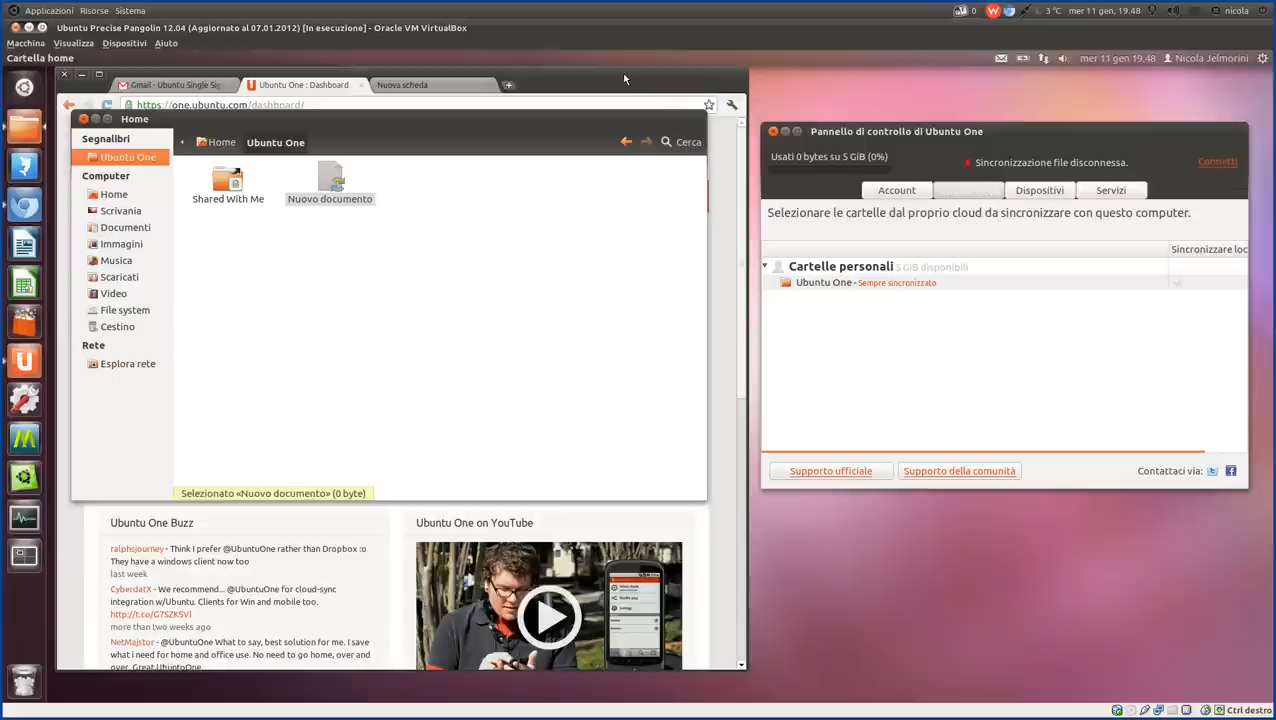 Applicazioni Risorse Sistema
0 3 °C mer 11 gen, 19.48 nicola
Ubuntu Precise Pangolin 12.04 (Aggiornato al 07.01.2012) [In esecuzione] - Oracle VM VirtualBox
Macchina Visualizza Dispositivi Aiuto
Cartella home mer 11 gen, 19.48 Nicola Jelmorini
Gmail - Ubuntu Single Sig Ubuntu One : Dashboard Nuova scheda
https://one.ubuntu.com/dashboard/
Home
Segnalibri
Ubuntu One
Computer
Home
Scrivania
Documenti
Immagini
Musica
Scaricati
Video
File system
Cestino
Rete
Esplora rete
Home Ubuntu One Cerca
Shared With Me Nuovo documento
Selezionato «Nuovo documento» (0 byte)
Ubuntu One Buzz
ralphsjourney - Think I prefer @UbuntuOne rather than Dropbox :o
They have a windows client now too
last week
CyberdatX - We recommend... @UbuntuOne for cloud-sync
integration w/Ubuntu. Clients for Win and mobile too.
http://t.co/G7SZKSVl
more than two weeks ago
NetMajstor - @UbuntuOne What to say, best solution for me. I save
what i need for home and office use. No need to go home, over and
over. Great.UbuntoOne
Ubuntu One on YouTube
Pannello di controllo di Ubuntu One
Usati 0 bytes su 5 GiB (0%)
Sincronizzazione file disconnessa.
Connetti
Account Dispositivi Servizi
Selezionare le cartelle dal proprio cloud da sincronizzare con questo computer.
Sincronizzare loc
Cartelle personali 5 GiB disponibili
Ubuntu One - Sempre sincronizzato
Supporto ufficiale Supporto della comunità Contattaci via:
Ctrl destro